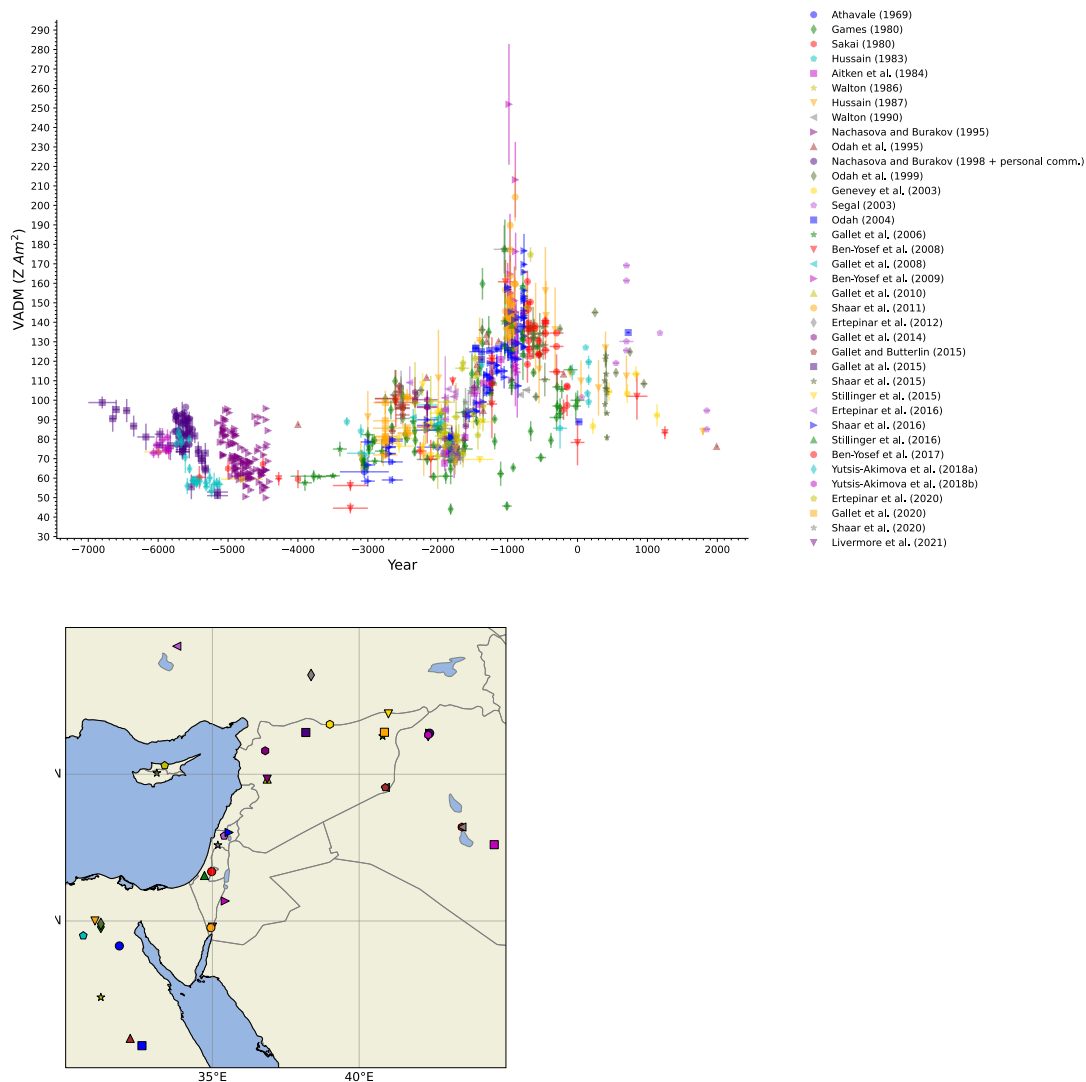 290
280
270
260
250
240
230
220
210
200
190
180
170
160
150
140
130
120
110
100
90
80
70
60
50
40
30
VADM (Z Am²)
−7000 −6000 −5000 −4000 −3000 −2000 −1000 0 1000 2000
Year
Athavale (1969)
Games (1980)
Sakai (1980)
Hussain (1983)
Aitken et al. (1984)
Walton (1986)
Hussain (1987)
Walton (1990)
Nachasova and Burakov (1995)
Odah et al. (1995)
Nachasova and Burakov (1998 + personal comm.)
Odah et al. (1999)
Genevey et al. (2003)
Segal (2003)
Odah (2004)
Gallet et al. (2006)
Ben-Yosef et al. (2008)
Gallet et al. (2008)
Ben-Yosef et al. (2009)
Gallet et al. (2010)
Shaar et al. (2011)
Ertepinar et al. (2012)
Gallet et al. (2014)
Gallet and Butterlin (2015)
Gallet at al. (2015)
Shaar et al. (2015)
Stillinger et al. (2015)
Ertepinar et al. (2016)
Shaar et al. (2016)
Stillinger et al. (2016)
Ben-Yosef et al. (2017)
Yutsis-Akimova et al. (2018a)
Yutsis-Akimova et al. (2018b)
Ertepinar et al. (2020)
Gallet et al. (2020)
Shaar et al. (2020)
Livermore et al. (2021)
N
N
35°E 40°E